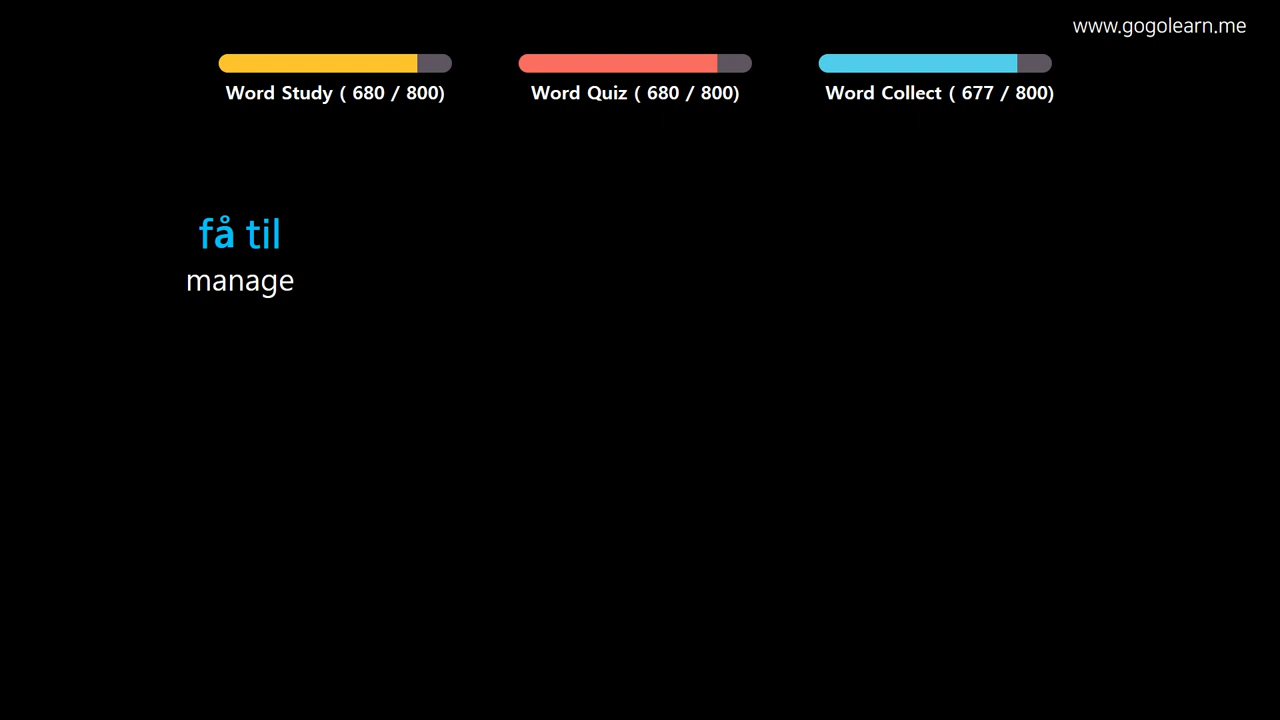 www.gogolearn.me
Word Study ( 680 / 800)
Word Quiz ( 680 / 800)
Word Collect ( 677 / 800)
få til
manage